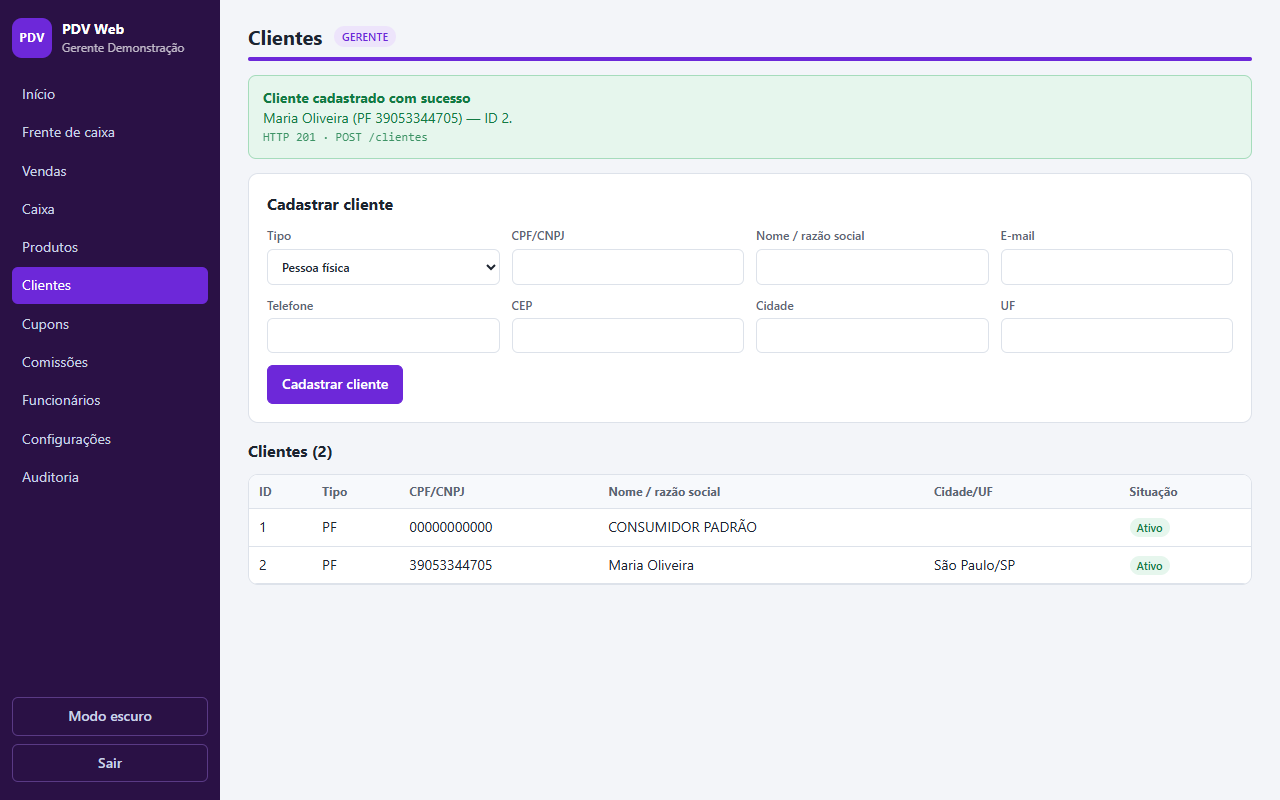 PDV
PDV Web
Gerente Demonstração
Início
Frente de caixa
Vendas
Caixa
Produtos
Clientes
Cupons
Comissões
Funcionários
Configurações
Auditoria
Modo escuro
Sair
Clientes GERENTE
Cliente cadastrado com sucesso
Maria Oliveira (PF 39053344705) — ID 2.
HTTP 201 · POST /clientes
Cadastrar cliente
Tipo CPF/CNPJ Nome / razão social E-mail
Pessoa física
Telefone CEP Cidade UF
Cadastrar cliente
Clientes (2)
ID Tipo CPF/CNPJ Nome / razão social Cidade/UF Situação
1 PF 00000000000 CONSUMIDOR PADRÃO Ativo
2 PF 39053344705 Maria Oliveira São Paulo/SP Ativo